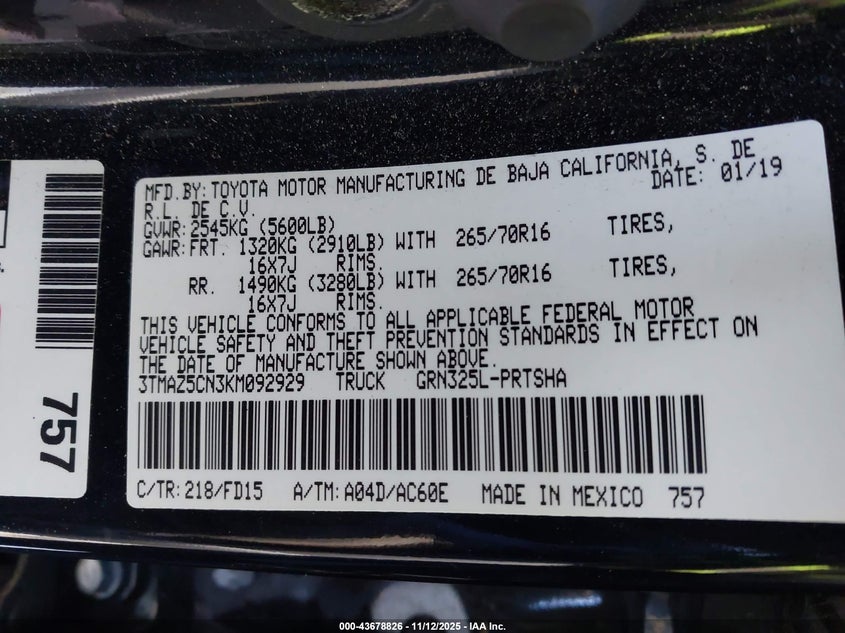 MFD.BY:TOYOTA MOTOR MANUFACTURING DE BAJA CALIFORNIA, S. DE
R.L. DE C.V. DATE: 01/19
GVWR:2545KG (5600LB)
GAWR:FRT. 1320KG (2910LB)WITH 265/70R16 TIRES,
16X7J RIMS.
RR. 1490KG (3280LB)WITH 265/70R16 TIRES,
16X7J RIMS.
THIS VEHICLE CONFORMS TO ALL APPLICABLE FEDERAL MOTOR
VEHICLE SAFETY AND THEFT PREVENTION STANDARDS IN EFFECT ON
THE DATE OF MANUFACTURE SHOWN ABOVE.
3TMAZ5CN3KM092929 TRUCK GRN325L-PRTSHA
C/TR:218/FD15 A/TM:A04D/AC60E MADE IN MEXICO 757
757
000-43678826 - 11/12/2025 - IAA Inc.